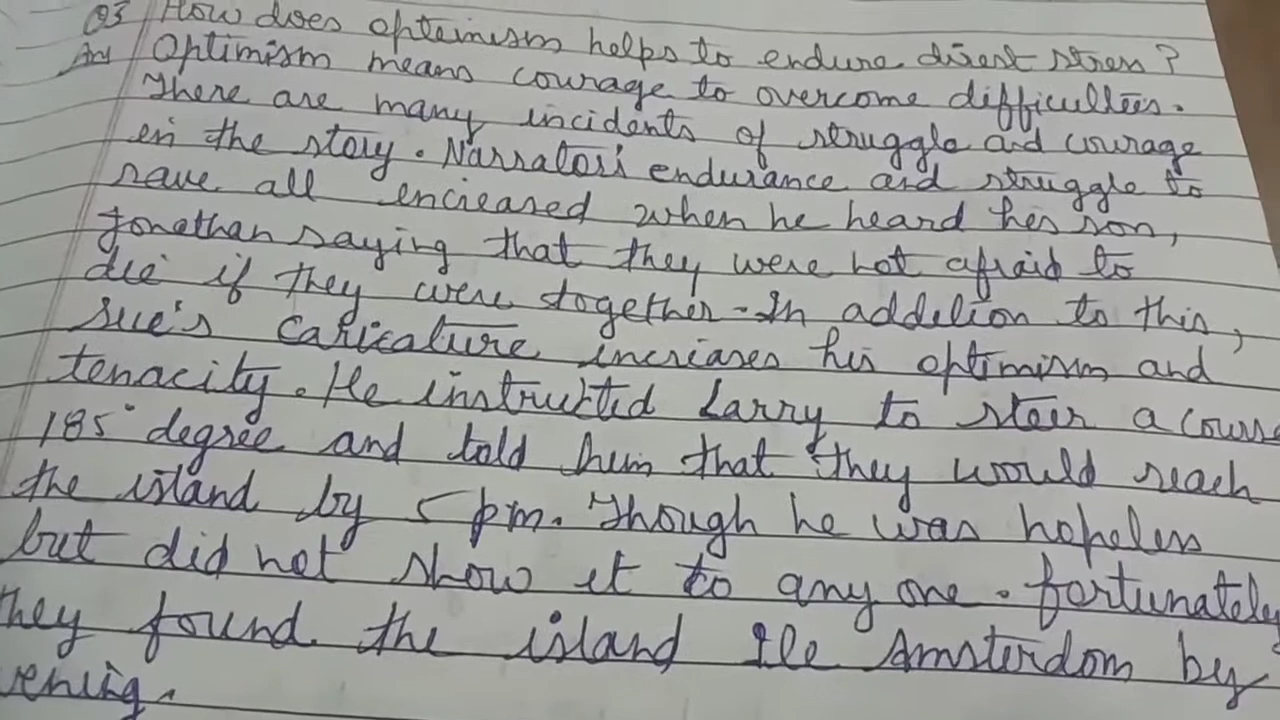 Q3 How does optimism helps to endure direst stress?
Ans Optimism means courage to overcome difficulties.
There are many incidents of struggle and courage
in the story. Narrator's endurance and struggle to
save all encreased when he heard his son,
Jonathan saying that they were not afraid to
die if they were together. In addition to this,
Sue's caricature increases his optimism and
tenacity. He instructed Larry to steer a course
185° degree and told him that they would reach
the island by 5 pm. Though he was hopeless
but did not show it to any one. Fortunately
they found the island Ile Amsterdom by